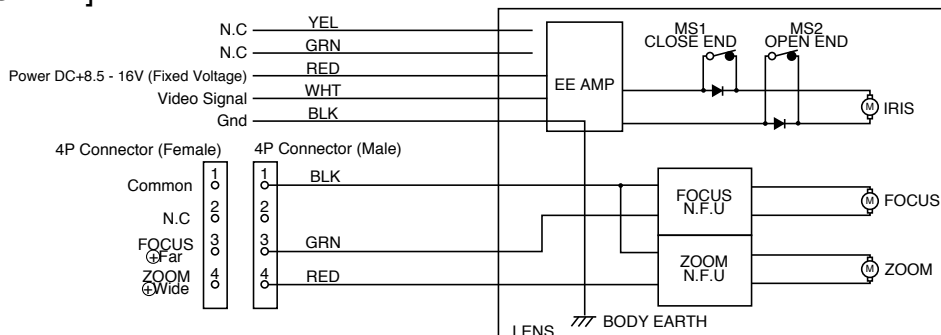 N.C YEL
N.C GRN
Power DC+8.5 - 16V (Fixed Voltage) RED
Video Signal WHT
Gnd BLK
EE AMP
MS1
CLOSE END
MS2
OPEN END
M IRIS
4P Connector (Female) 4P Connector (Male)
Common 1 1 BLK
N.C 2 2
FOCUS 3 3 GRN
⊕Far
ZOOM 4 4 RED
⊕Wide
FOCUS
N.F.U
M FOCUS
ZOOM
N.F.U
M ZOOM
BODY EARTH
LENS